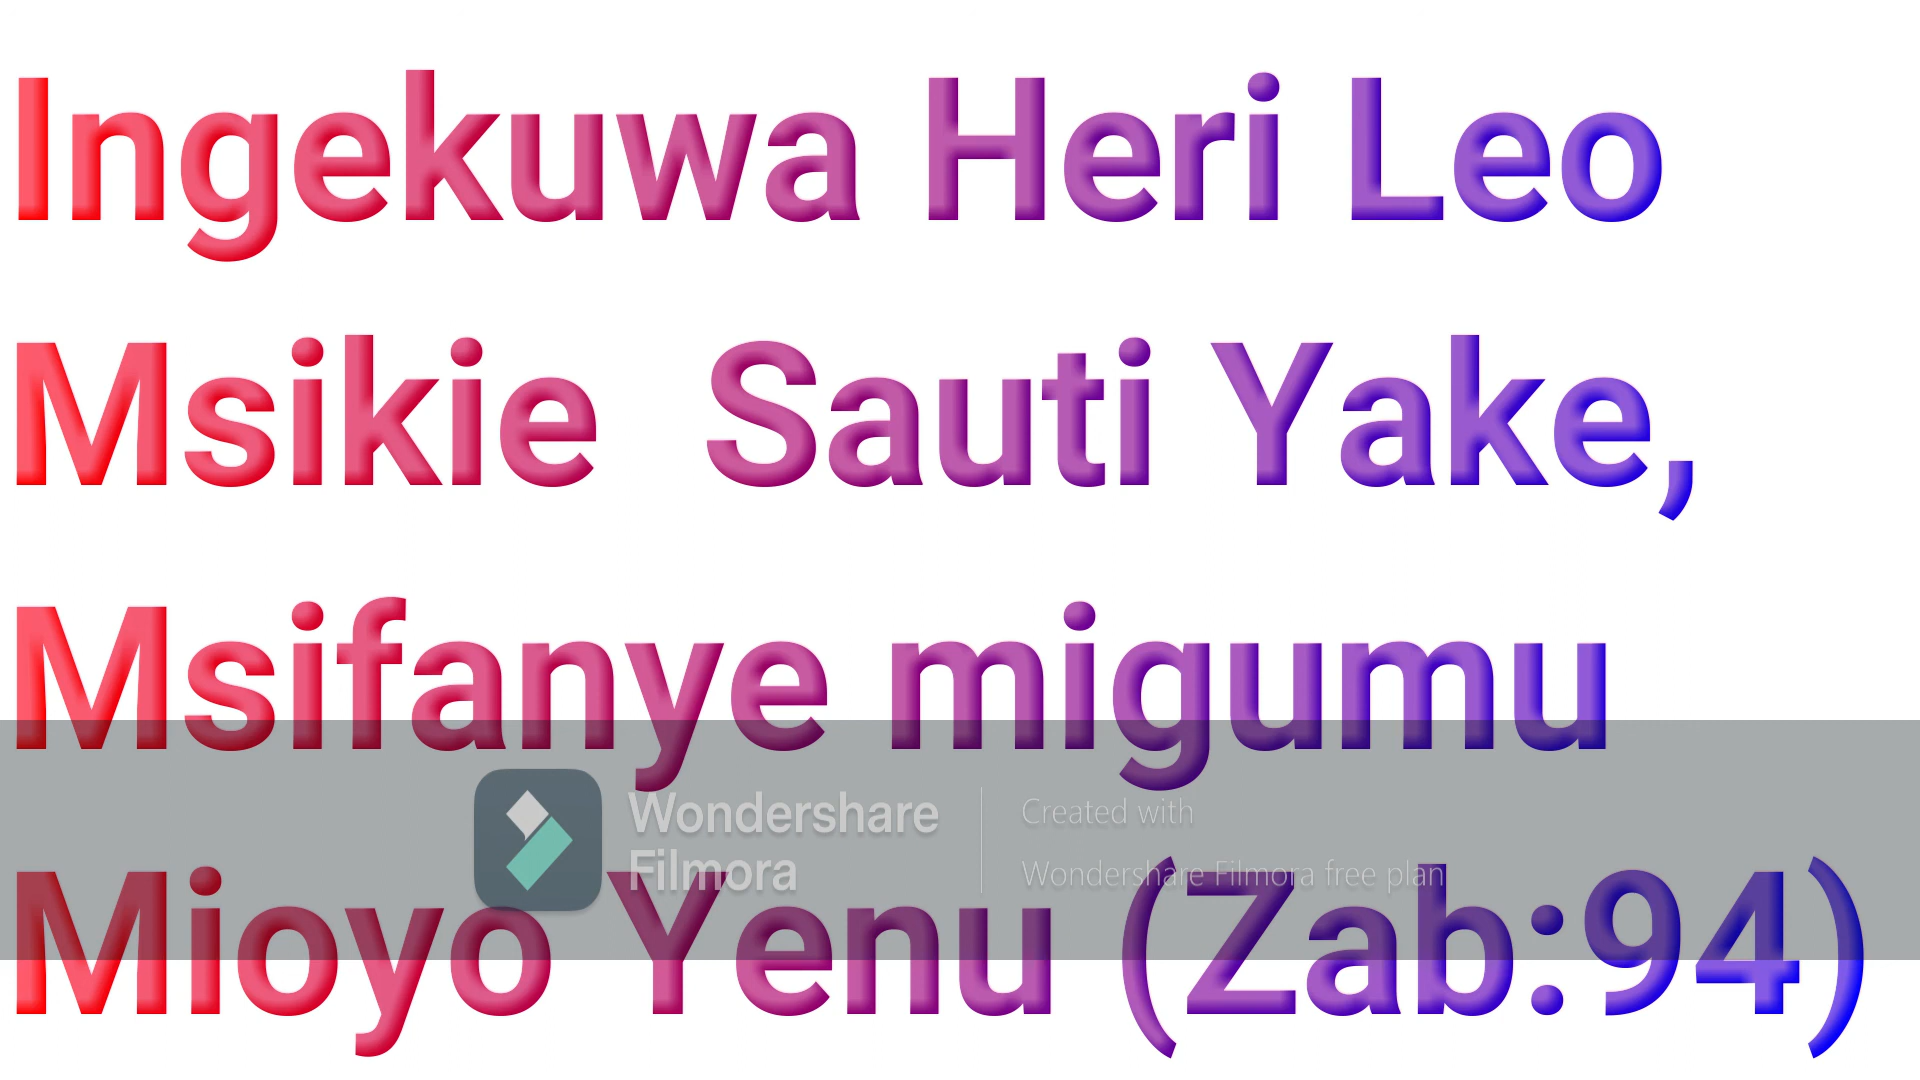 Ingekuwa Heri Leo
Msikie Sauti Yake,
Msifanye migumu
Wondershare
Filmora
Created with
Wondershare Filmora free plan
Mioyo Yenu (Zab:94)